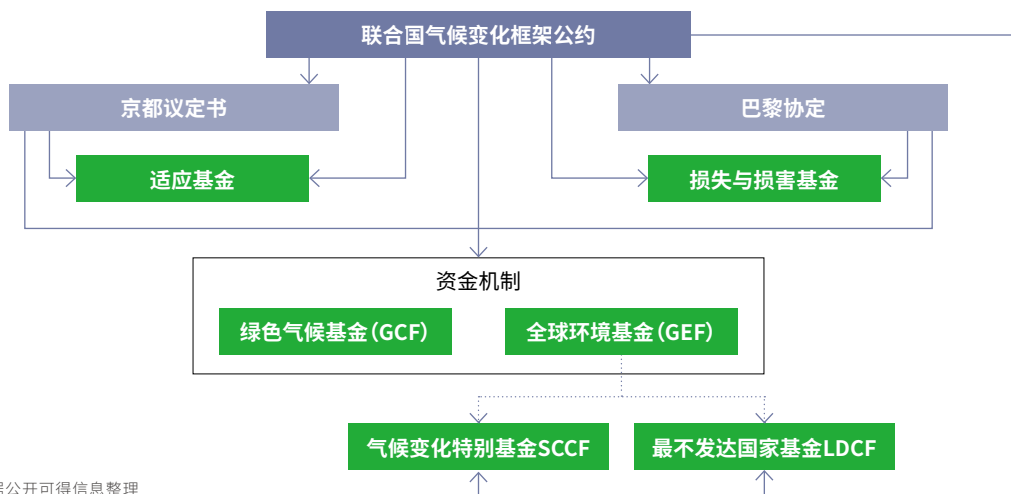 联合国气候变化框架公约
京都议定书
巴黎协定
适应基金
损失与损害基金
资金机制
绿色气候基金（GCF）
全球环境基金（GEF）
气候变化特别基金SCCF
最不发达国家基金LDCF
公开可得信息整理